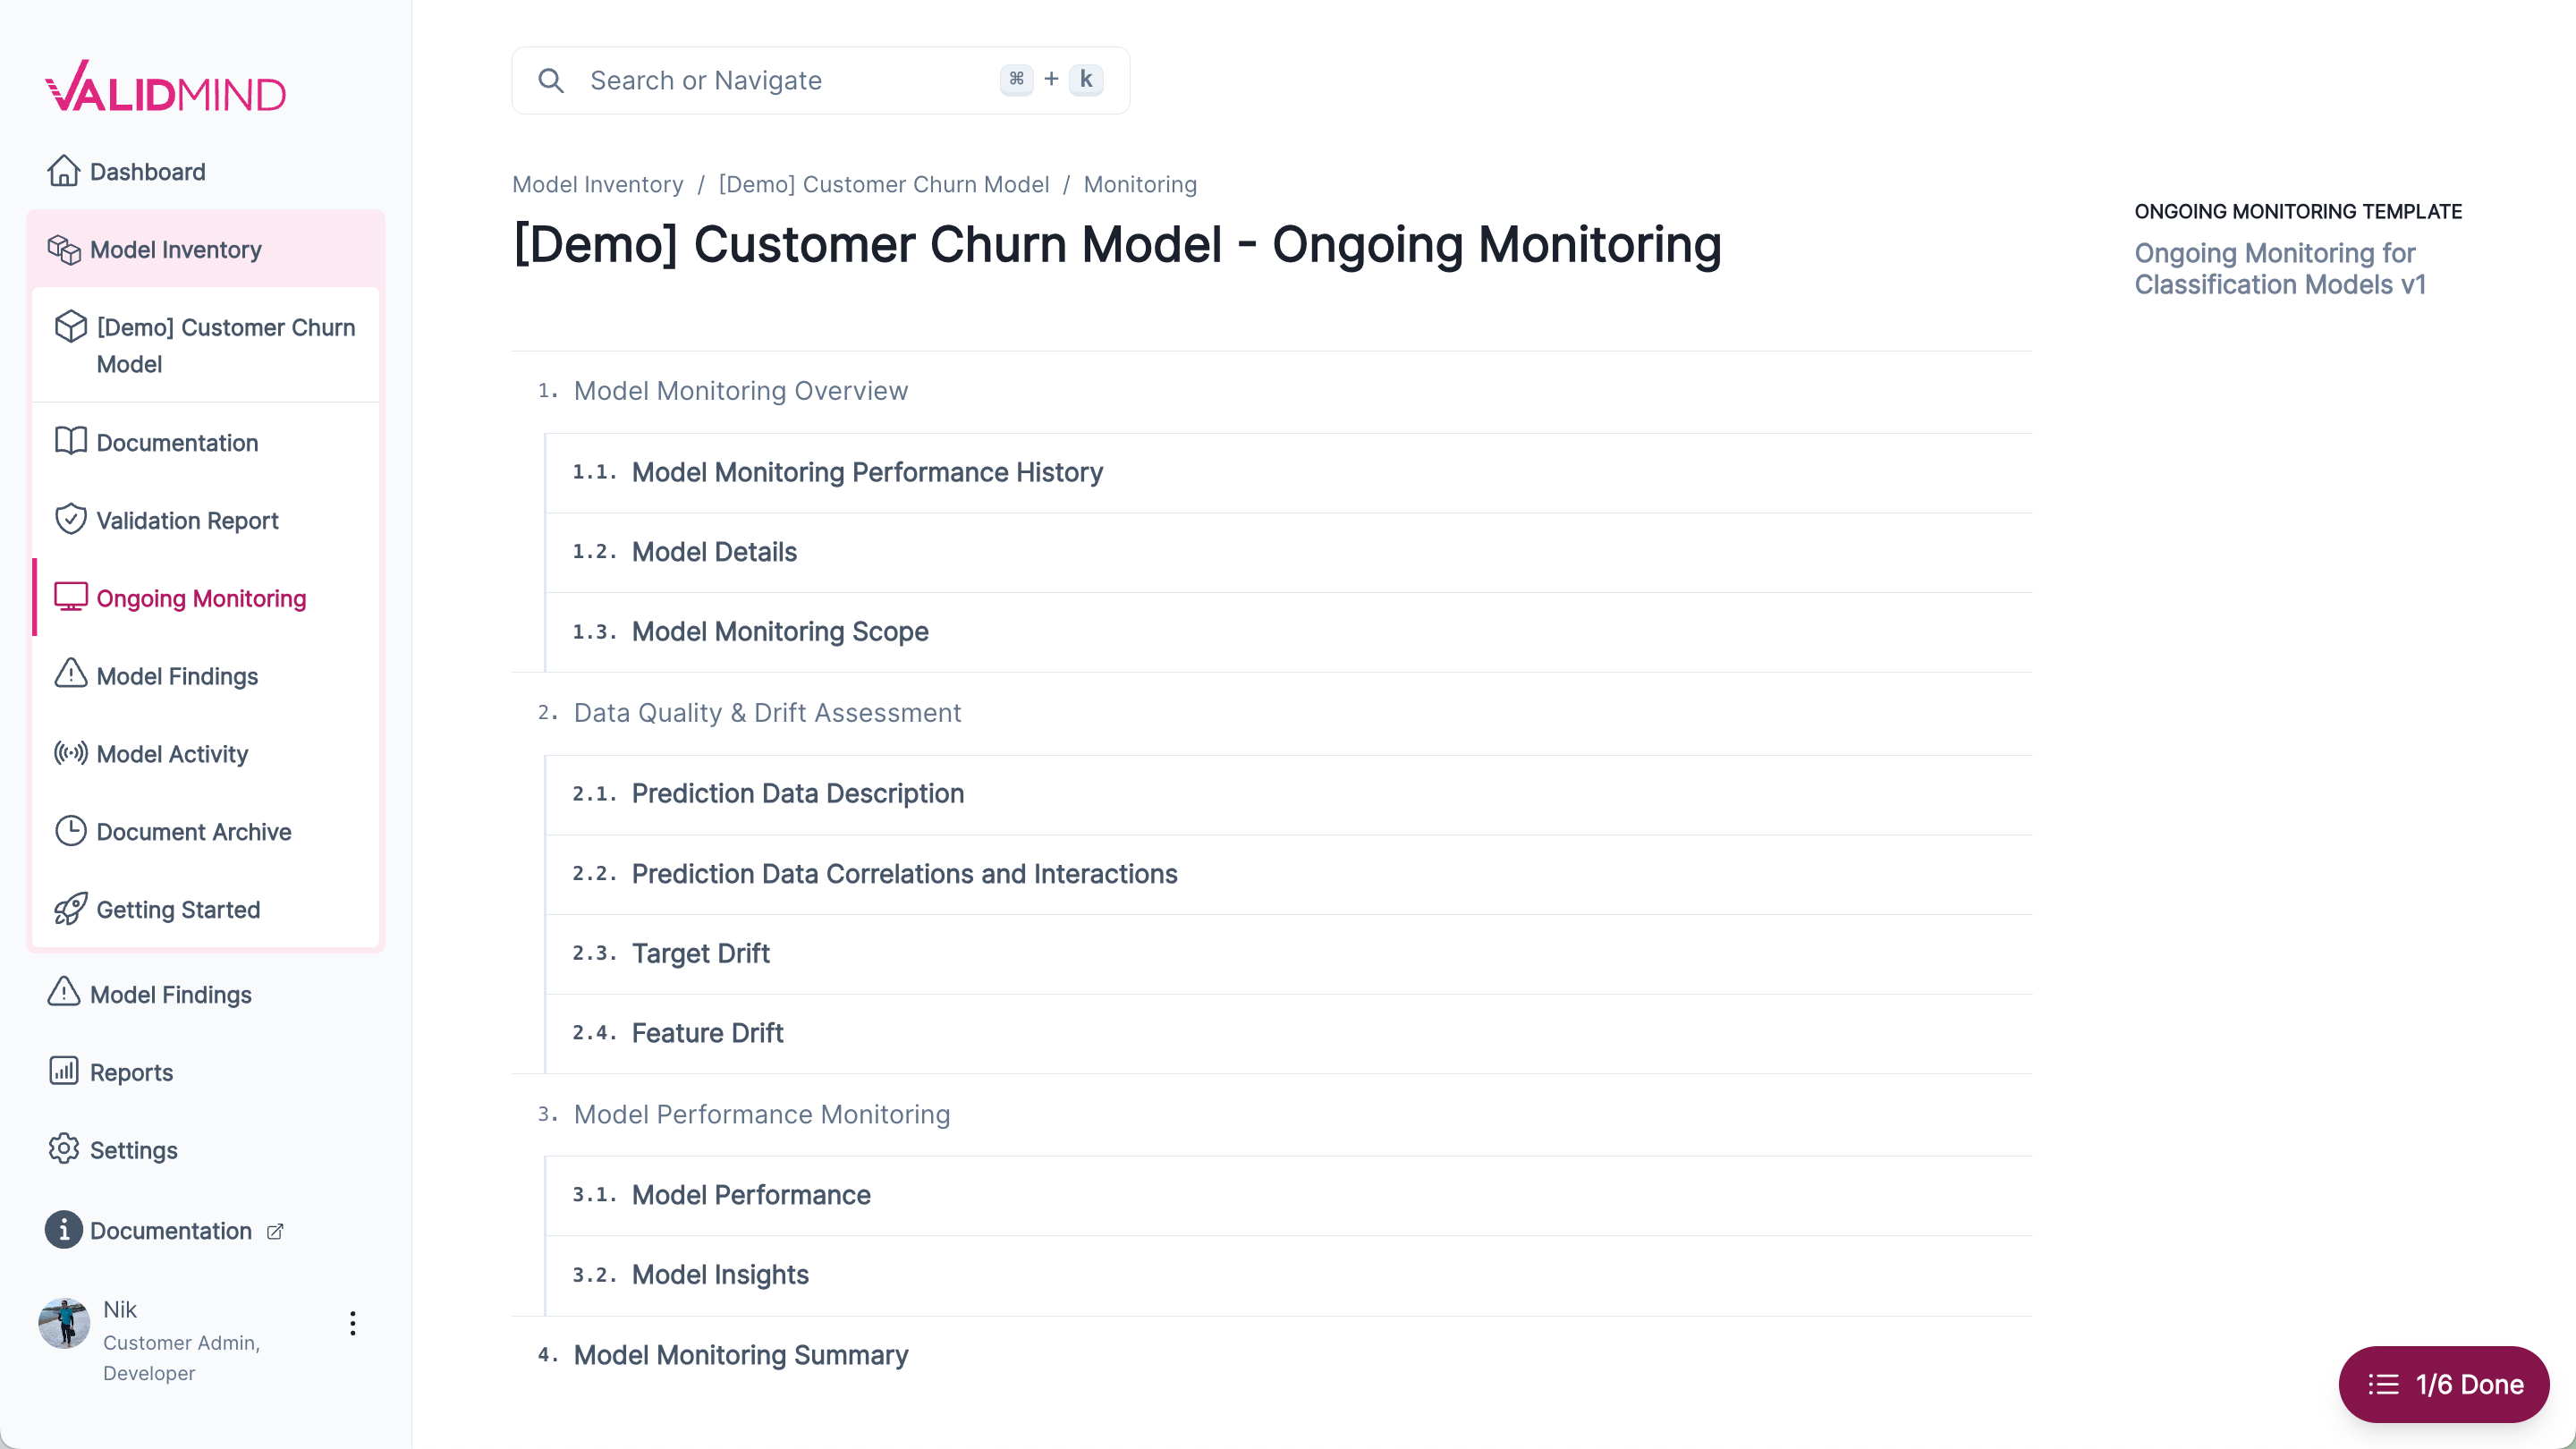 VALIDMIND
Dashboard
Model Inventory
[Demo] Customer Churn
Model
Documentation
Validation Report
Ongoing Monitoring
Model Findings
Model Activity
Document Archive
Getting Started
Model Findings
Reports
Settings
Documentation
Nik
Customer Admin,
Developer
Search or Navigate ⌘ + k
Model Inventory / [Demo] Customer Churn Model / Monitoring
[Demo] Customer Churn Model - Ongoing Monitoring
1. Model Monitoring Overview
1.1. Model Monitoring Performance History
1.2. Model Details
1.3. Model Monitoring Scope
2. Data Quality & Drift Assessment
2.1. Prediction Data Description
2.2. Prediction Data Correlations and Interactions
2.3. Target Drift
2.4. Feature Drift
3. Model Performance Monitoring
3.1. Model Performance
3.2. Model Insights
4. Model Monitoring Summary
ONGOING MONITORING TEMPLATE
Ongoing Monitoring for
Classification Models v1
1/6 Done